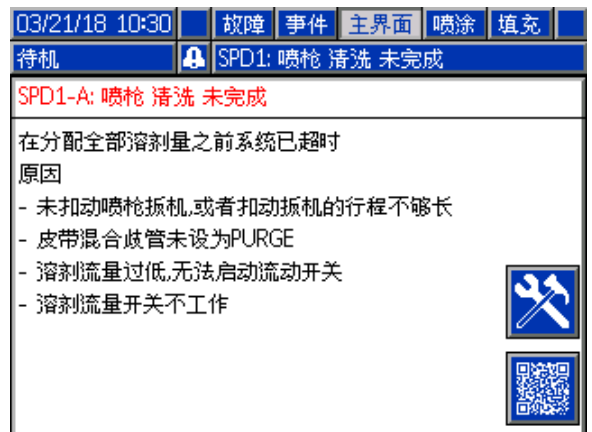 03/21/18 10:30 故障 事件 主界面 喷涂 填充
待机 SPD1: 喷枪 清洗 未完成
SPD1-A: 喷枪 清洗 未完成
在分配全部溶剂量之前系统已超时
原因
- 未扣动喷枪扳机,或者扣动扳机的行程不够长
- 皮带混合歧管未设为PURGE
- 溶剂流量过低,无法启动流动开关
- 溶剂流量开关不工作